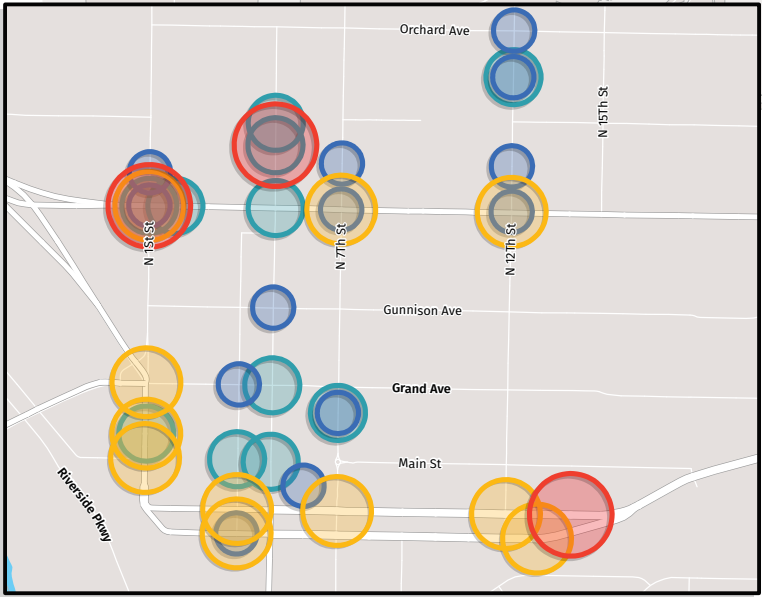 Orchard Ave
N 15Th St
N 1St St
N 7Th St
N 12Th St
Gunnison Ave
Grand Ave
Main St
Riverside Pkwy